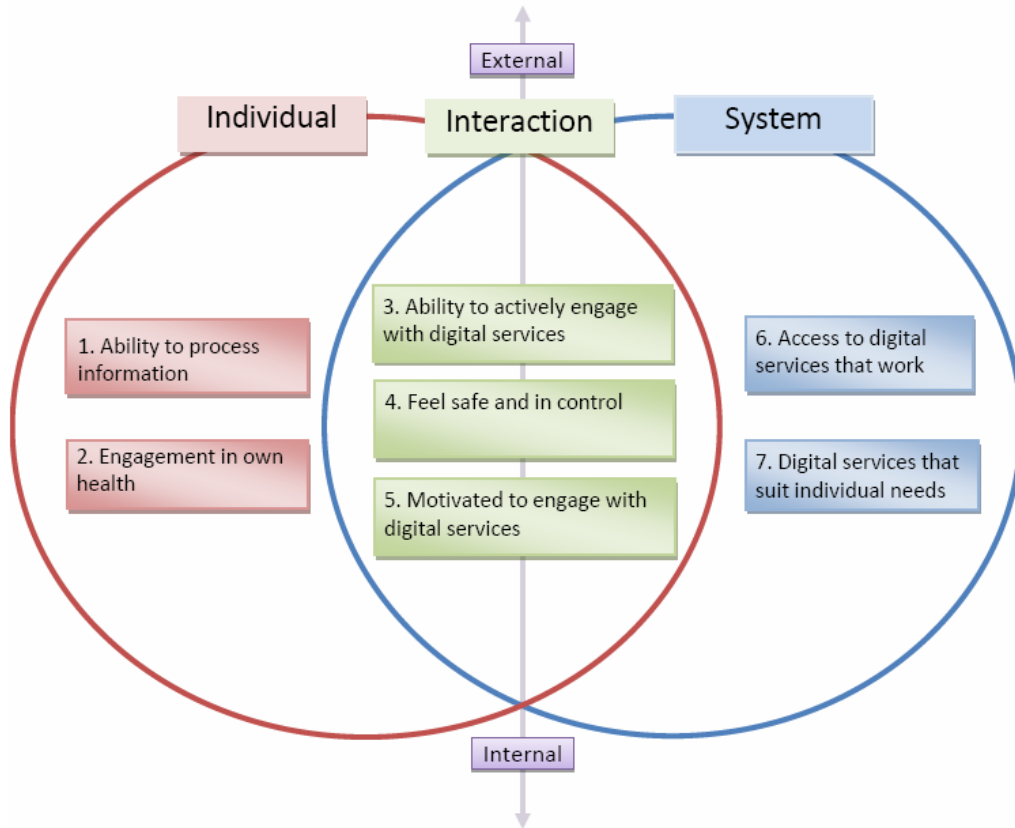 External
Individual
Interaction
System
1. Ability to process
information
2. Engagement in own
health
3. Ability to actively engage
with digital services
4. Feel safe and in control
5. Motivated to engage with
digital services
6. Access to digital
services that work
7. Digital services that
suit individual needs
Internal